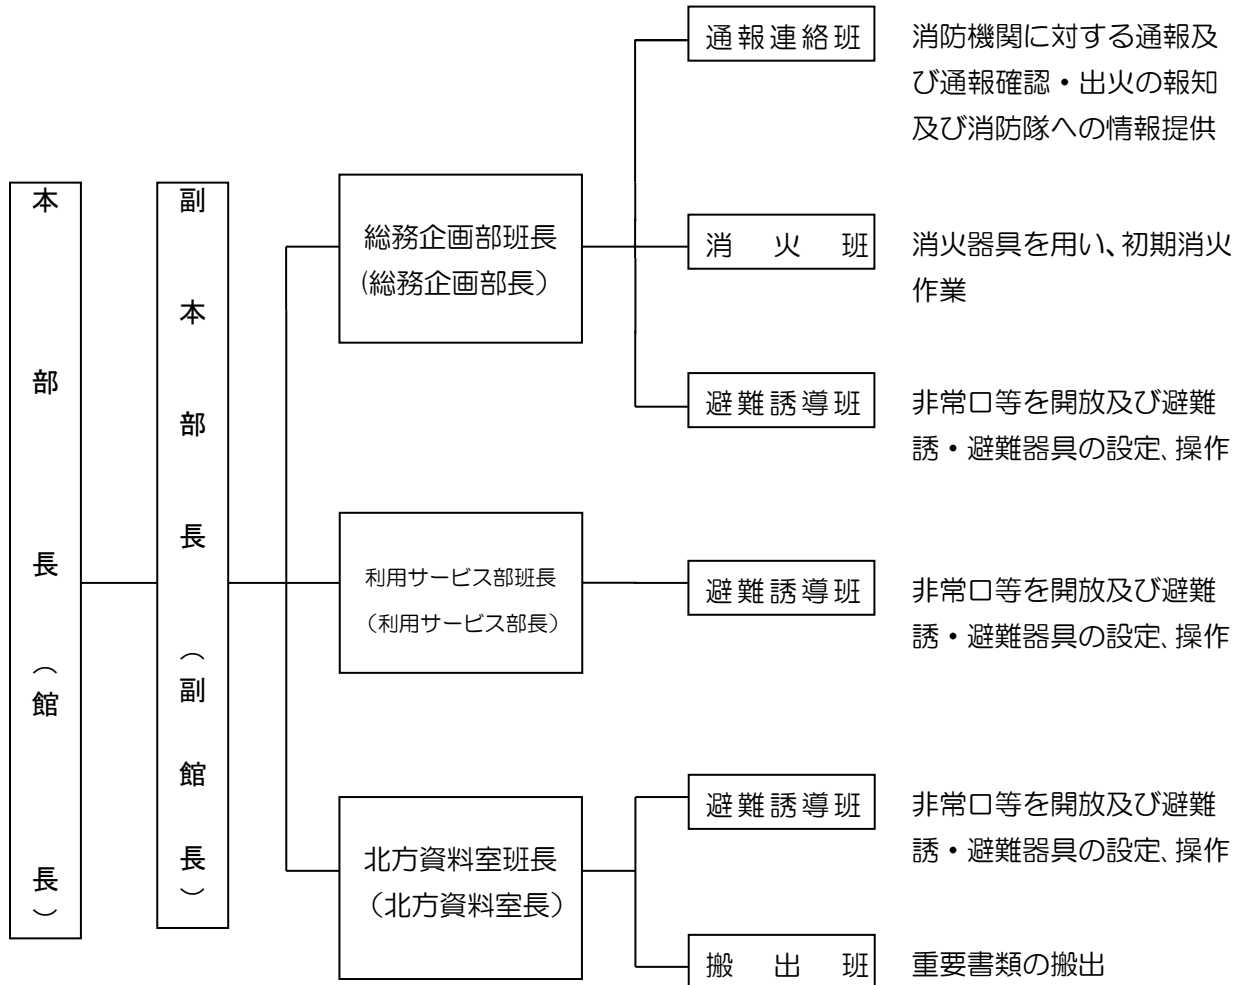 本部長（館長）
副本部長（副館長）
総務企画部班長
(総務企画部長）
通報連絡班
消防機関に対する通報及
び通報確認・出火の報知
及び消防隊への情報提供
消火班
消火器具を用い、初期消火
作業
避難誘導班
非常口等を開放及び避難
誘・避難器具の設定、操作
利用サービス部班長
（利用サービス部長）
避難誘導班
非常口等を開放及び避難
誘・避難器具の設定、操作
北方資料室班長
（北方資料室長）
避難誘導班
非常口等を開放及び避難
誘・避難器具の設定、操作
搬出班
重要書類の搬出